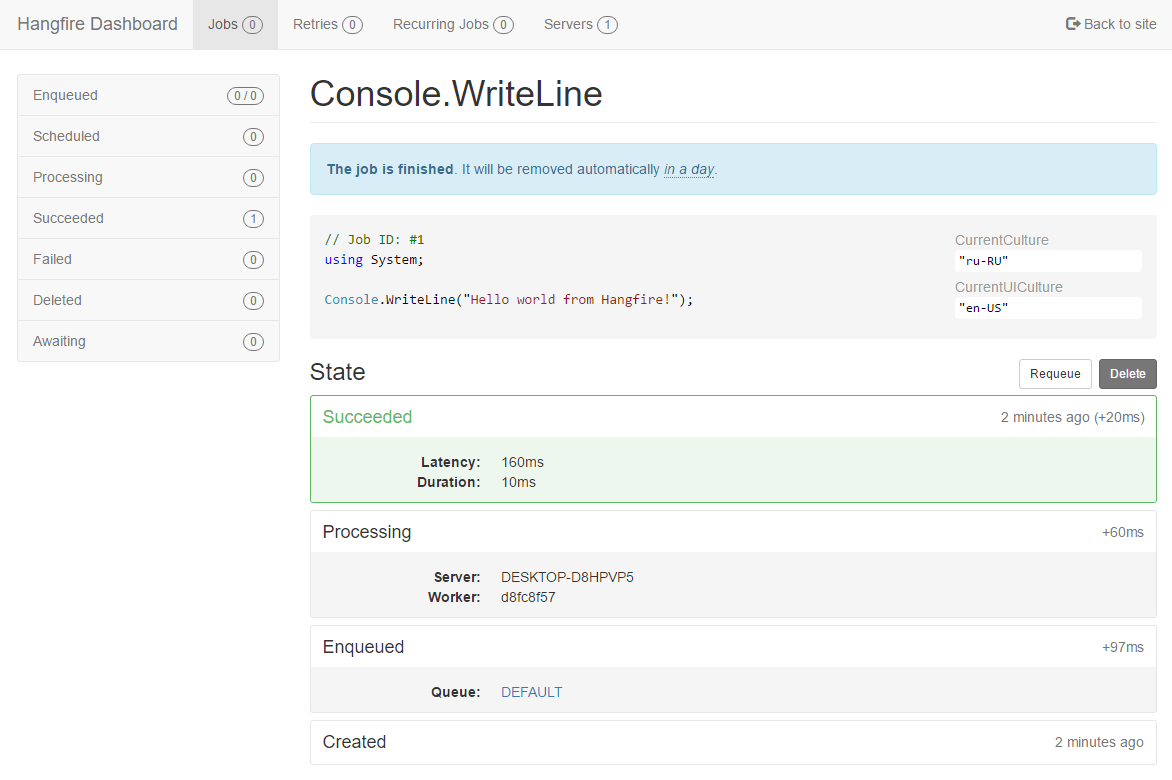 Hangfire Dashboard Jobs 0 Retries 0 Recurring Jobs 0 Servers 1 Back to site
Enqueued 0 / 0
Scheduled 0
Processing 0
Succeeded 1
Failed 0
Deleted 0
Awaiting 0
Console.WriteLine
The job is finished. It will be removed automatically in a day.
// Job ID: #1
using System;
Console.WriteLine("Hello world from Hangfire!");
CurrentCulture
"ru-RU"
CurrentUICulture
"en-US"
State Requeue Delete
Succeeded 2 minutes ago (+20ms)
Latency: 160ms
Duration: 10ms
Processing +60ms
Server: DESKTOP-D8HPVP5
Worker: d8fc8f57
Enqueued +97ms
Queue: DEFAULT
Created 2 minutes ago